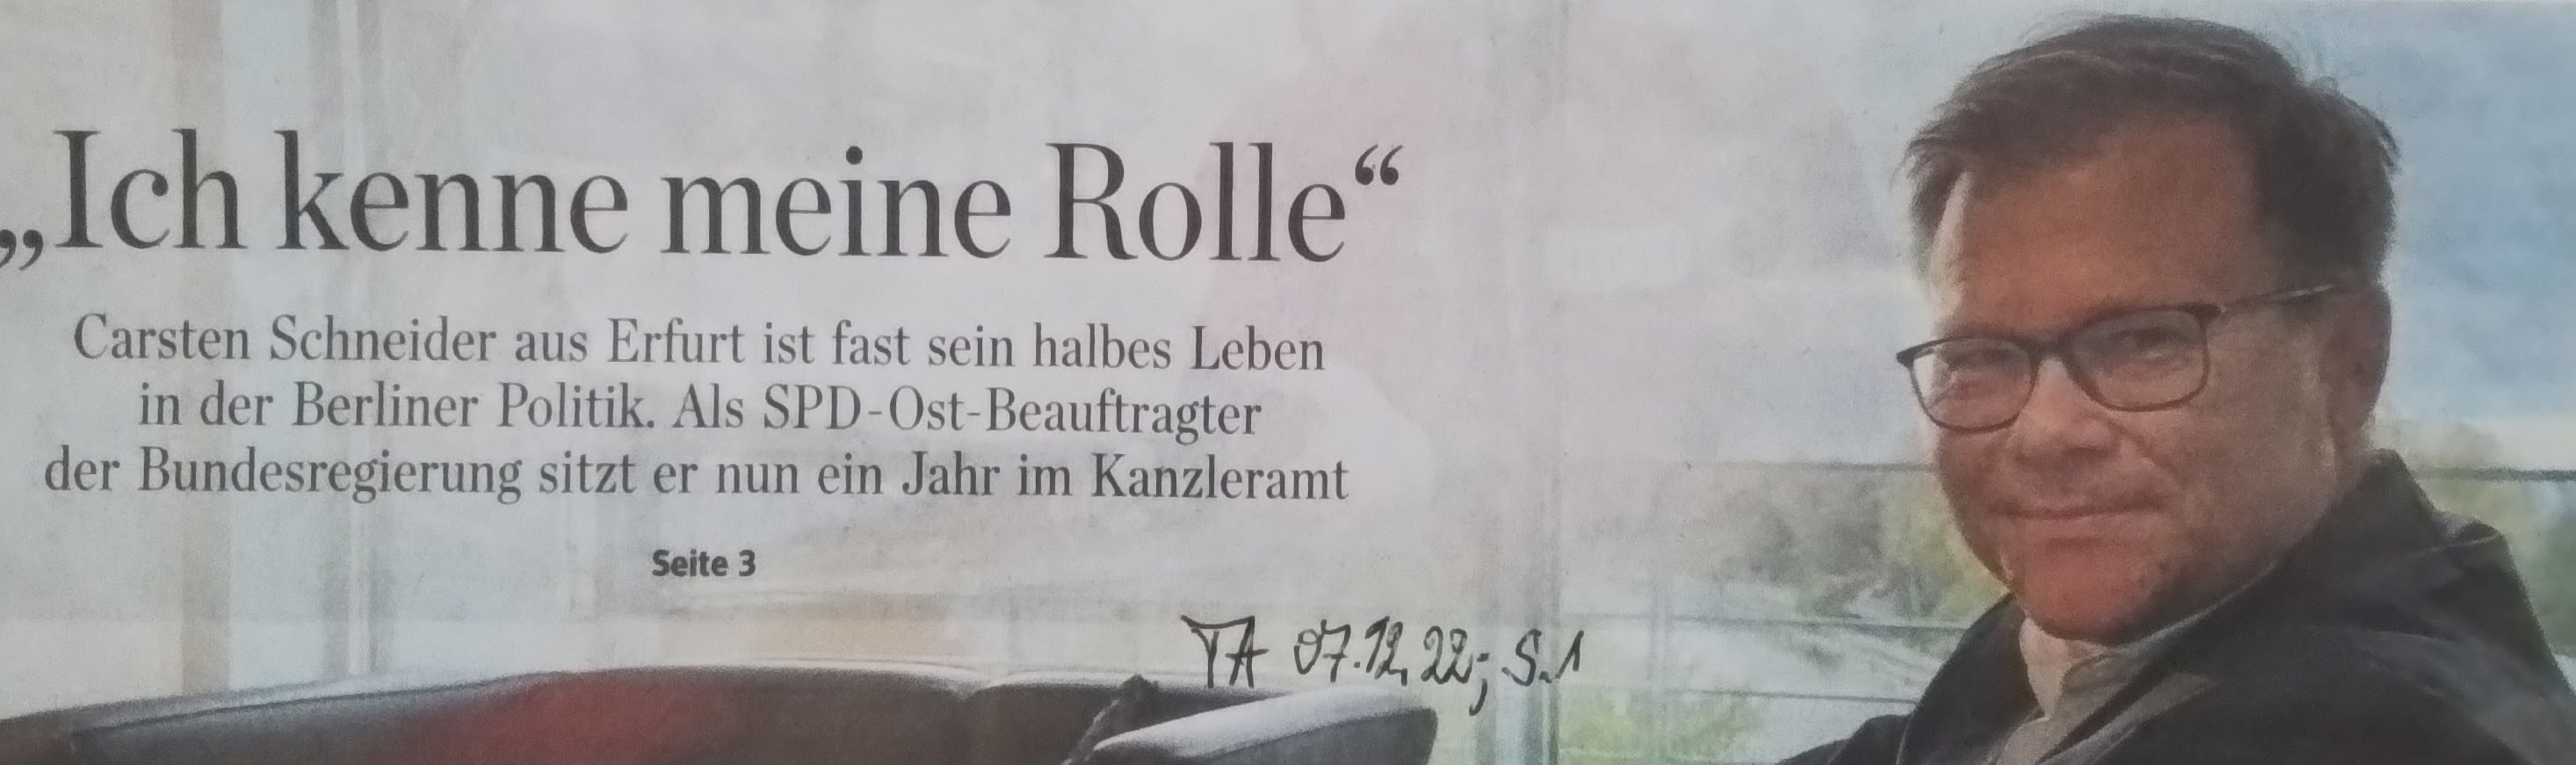 „Ich kenne meine Rolle“
Carsten Schneider aus Erfurt ist fast sein halbes Leben
in der Berliner Politik. Als SPD-Ost-Beauftragter
der Bundesregierung sitzt er nun ein Jahr im Kanzleramt
Seite 3
TA 07.12.22; S.1